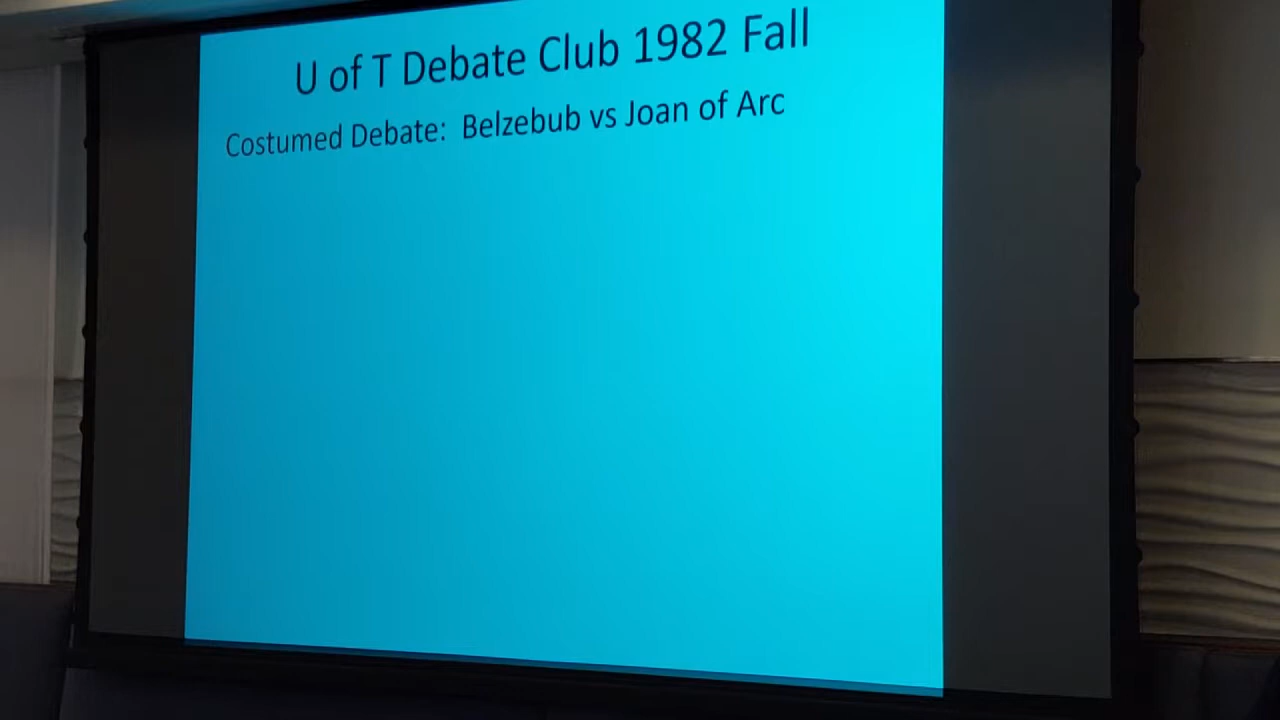 U of T Debate Club 1982 Fall
Costumed Debate: Belzebub vs Joan of Arc